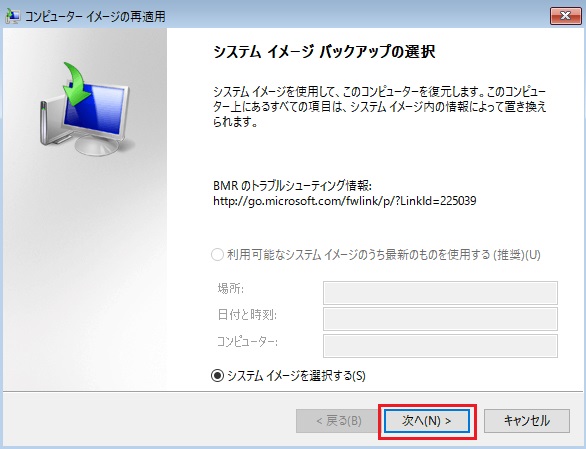 コンピューター イメージの再適用
システム イメージ バックアップの選択
システム イメージを使用して、このコンピューターを復元します。このコンピュー
ター上にあるすべての項目は、システム イメージ内の情報によって置き換え
られます。
BMR のトラブルシューティング情報:
http://go.microsoft.com/fwlink/p/?LinkId=225039
利用可能なシステム イメージのうち最新のものを使用する (推奨)(U)
場所:
日付と時刻:
コンピューター:
システム イメージを選択する(S)
< 戻る(B) 次へ(N) > キャンセル